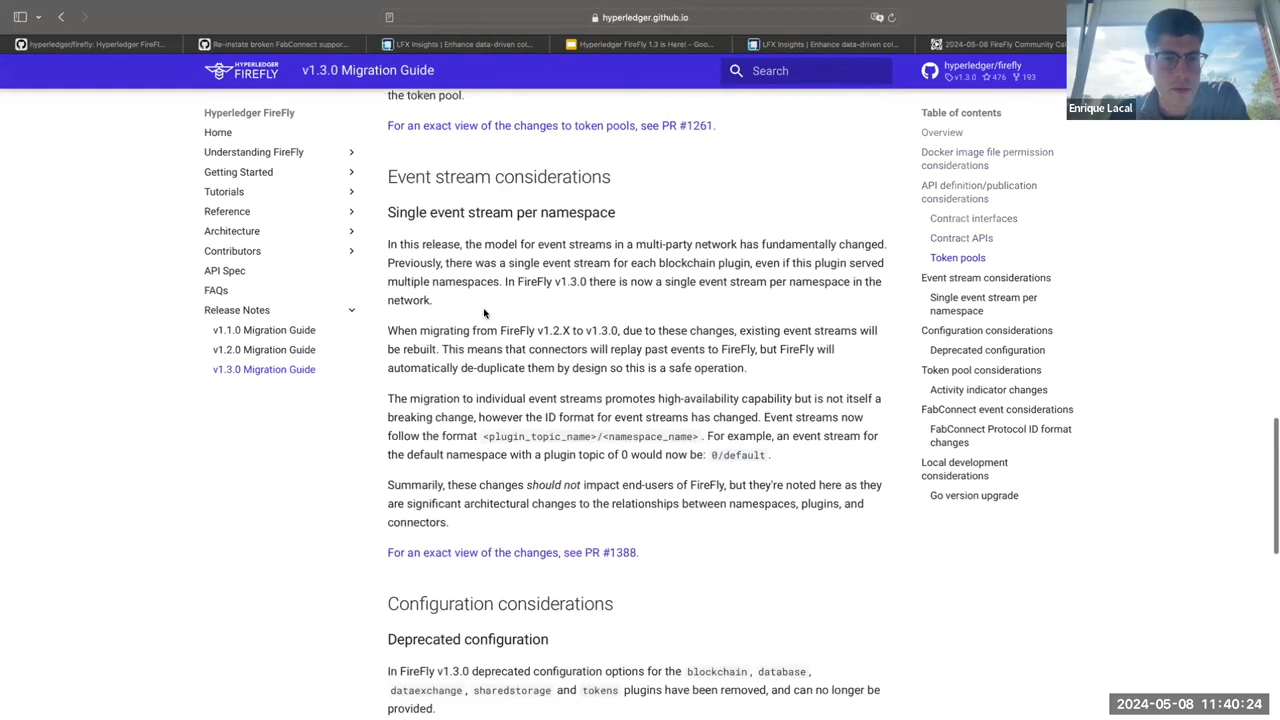 hyperledger.github.io
hyperledger/firefly: Hyperledger FireFl...
Re-instate broken FabConnect suppor...
LFX Insights | Enhance data-driven col...
Hyperledger FireFly 1.3 is Here! - Goo...
LFX Insights | Enhance data-driven col...
2024-05-08 FireFly Community Cal
HYPERLEDGER
FIREFLY
v1.3.0 Migration Guide
Search
hyperledger/firefly
v1.3.0 476 193
Enrique Lacal
Hyperledger FireFly
Home
Understanding FireFly
Getting Started
Tutorials
Reference
Architecture
Contributors
API Spec
FAQs
Release Notes
v1.1.0 Migration Guide
v1.2.0 Migration Guide
v1.3.0 Migration Guide
the token pool.
For an exact view of the changes to token pools, see PR #1261.
Event stream considerations
Single event stream per namespace
In this release, the model for event streams in a multi-party network has fundamentally changed.
Previously, there was a single event stream for each blockchain plugin, even if this plugin served
multiple namespaces. In FireFly v1.3.0 there is now a single event stream per namespace in the
network.
When migrating from FireFly v1.2.X to v1.3.0, due to these changes, existing event streams will
be rebuilt. This means that connectors will replay past events to FireFly, but FireFly will
automatically de-duplicate them by design so this is a safe operation.
The migration to individual event streams promotes high-availability capability but is not itself a
breaking change, however the ID format for event streams has changed. Event streams now
follow the format <plugin_topic_name>/<namespace_name>. For example, an event stream for
the default namespace with a plugin topic of 0 would now be: 0/default.
Summarily, these changes should not impact end-users of FireFly, but they're noted here as they
are significant architectural changes to the relationships between namespaces, plugins, and
connectors.
For an exact view of the changes, see PR #1388.
Configuration considerations
Deprecated configuration
In FireFly v1.3.0 deprecated configuration options for the blockchain, database,
dataexchange, sharedstorage and tokens plugins have been removed, and can no longer be
provided.
Table of contents
Overview
Docker image file permission
considerations
API definition/publication
considerations
Contract interfaces
Contract APIs
Token pools
Event stream considerations
Single event stream per
namespace
Configuration considerations
Deprecated configuration
Token pool considerations
Activity indicator changes
FabConnect event considerations
FabConnect Protocol ID format
changes
Local development
considerations
Go version upgrade
2024-05-08 11:40:24